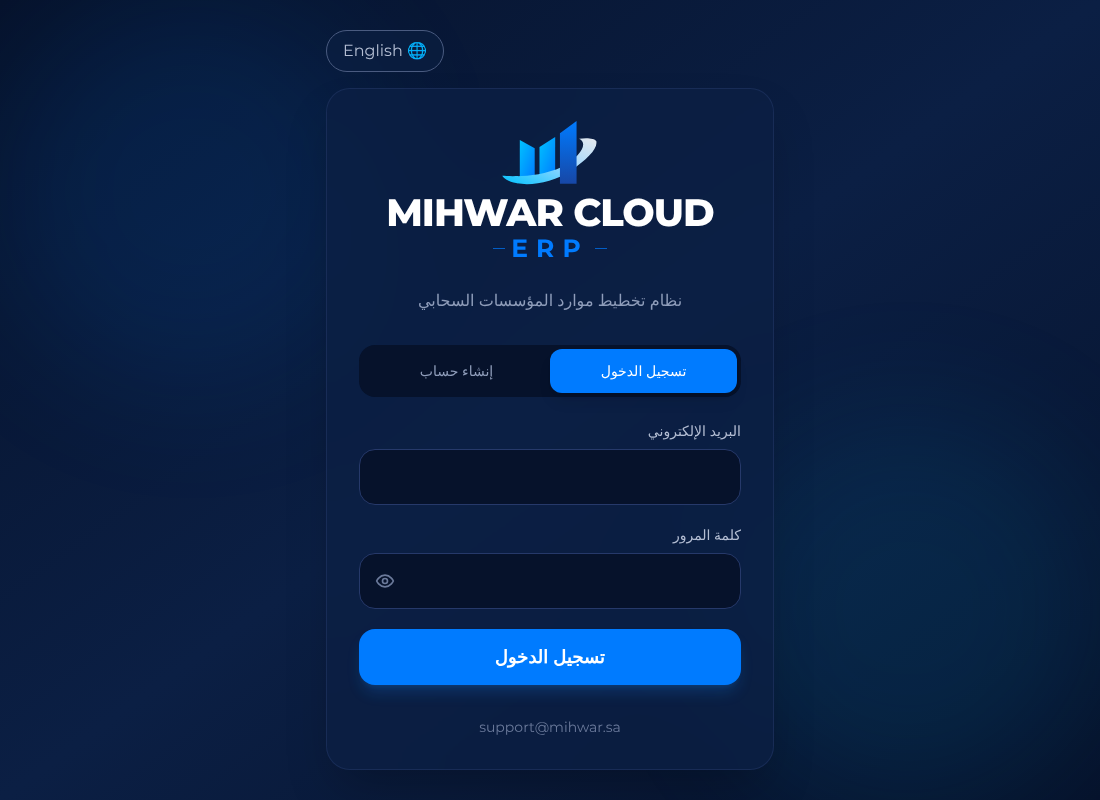 English 🌐
MIHWAR CLOUD
ERP
نظام تخطيط موارد المؤسسات السحابي
تسجيل الدخول
إنشاء حساب
البريد الإلكتروني
كلمة المرور
تسجيل الدخول
support@mihwar.sa